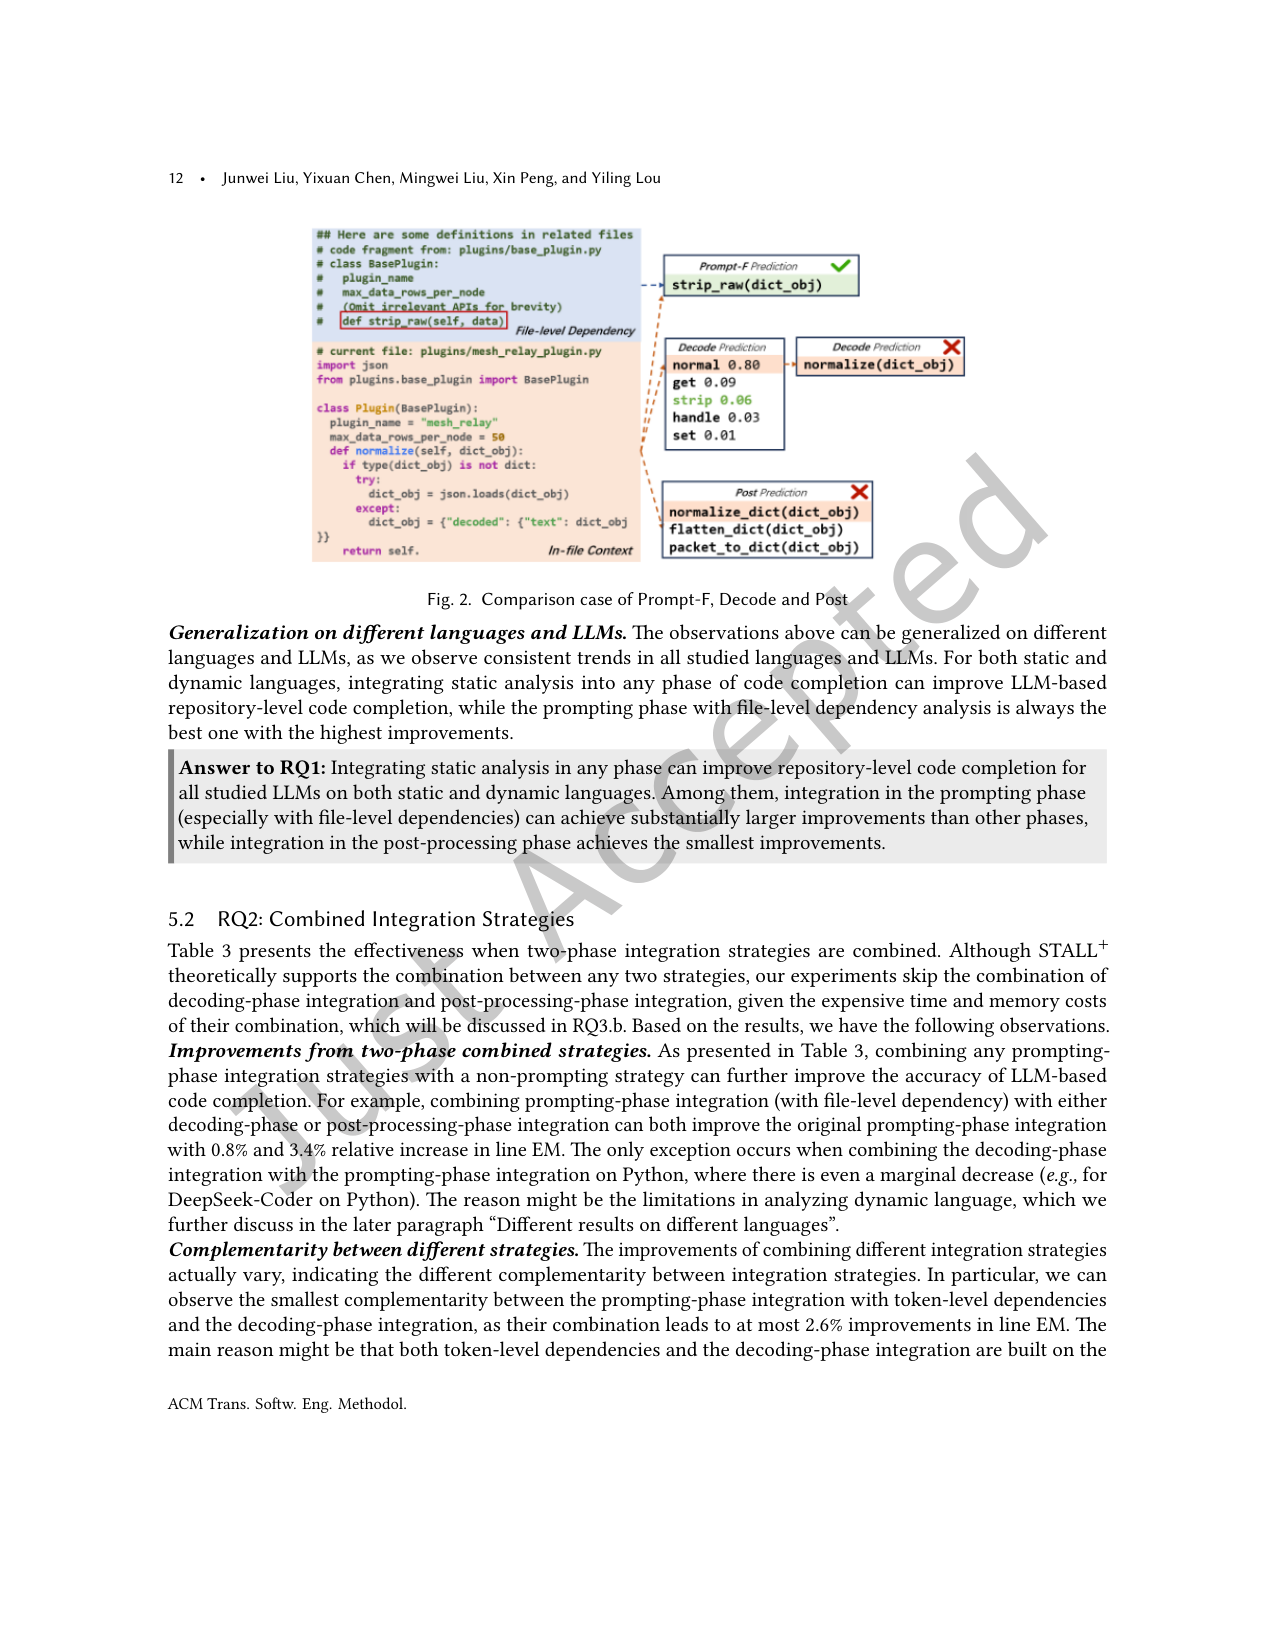 12 • Junwei Liu, Yixuan Chen, Mingwei Liu, Xin Peng, and Yiling Lou
## Here are some definitions in related files
# code fragment from: plugins/base_plugin.py
# class BasePlugin:
# plugin_name
# max_data_rows_per_node
# (Omit irrelevant APIs for brevity)
# def strip_raw(self, data)
File-level Dependency
# current file: plugins/mesh_relay_plugin.py
import json
from plugins.base_plugin import BasePlugin
class Plugin(BasePlugin):
plugin_name = "mesh_relay"
max_data_rows_per_node = 50
def normalize(self, dict_obj):
if type(dict_obj) is not dict:
try:
dict_obj = json.loads(dict_obj)
except:
dict_obj = {"decoded": {"text": dict_obj
}}
return self.
In-file Context
Prompt-F Prediction
strip_raw(dict_obj)
Decode Prediction
normal 0.80
get 0.09
strip 0.06
handle 0.03
set 0.01
Decode Prediction
normalize(dict_obj)
Post Prediction
normalize_dict(dict_obj)
flatten_dict(dict_obj)
packet_to_dict(dict_obj)
Fig. 2. Comparison case of Prompt-F, Decode and Post
Generalization on different languages and LLMs. The observations above can be generalized on different
languages and LLMs, as we observe consistent trends in all studied languages and LLMs. For both static and
dynamic languages, integrating static analysis into any phase of code completion can improve LLM-based
repository-level code completion, while the prompting phase with file-level dependency analysis is always the
best one with the highest improvements.
Answer to RQ1: Integrating static analysis in any phase can improve repository-level code completion for
all studied LLMs on both static and dynamic languages. Among them, integration in the prompting phase
(especially with file-level dependencies) can achieve substantially larger improvements than other phases,
while integration in the post-processing phase achieves the smallest improvements.
5.2 RQ2: Combined Integration Strategies
Table 3 presents the effectiveness when two-phase integration strategies are combined. Although STALL+
theoretically supports the combination between any two strategies, our experiments skip the combination of
decoding-phase integration and post-processing-phase integration, given the expensive time and memory costs
of their combination, which will be discussed in RQ3.b. Based on the results, we have the following observations.
Improvements from two-phase combined strategies. As presented in Table 3, combining any prompting-
phase integration strategies with a non-prompting strategy can further improve the accuracy of LLM-based
code completion. For example, combining prompting-phase integration (with file-level dependency) with either
decoding-phase or post-processing-phase integration can both improve the original prompting-phase integration
with 0.8% and 3.4% relative increase in line EM. The only exception occurs when combining the decoding-phase
integration with the prompting-phase integration on Python, where there is even a marginal decrease (e.g., for
DeepSeek-Coder on Python). The reason might be the limitations in analyzing dynamic language, which we
further discuss in the later paragraph “Different results on different languages”.
Complementarity between different strategies. The improvements of combining different integration strategies
actually vary, indicating the different complementarity between integration strategies. In particular, we can
observe the smallest complementarity between the prompting-phase integration with token-level dependencies
and the decoding-phase integration, as their combination leads to at most 2.6% improvements in line EM. The
main reason might be that both token-level dependencies and the decoding-phase integration are built on the
ACM Trans. Softw. Eng. Methodol.
Just Accepted